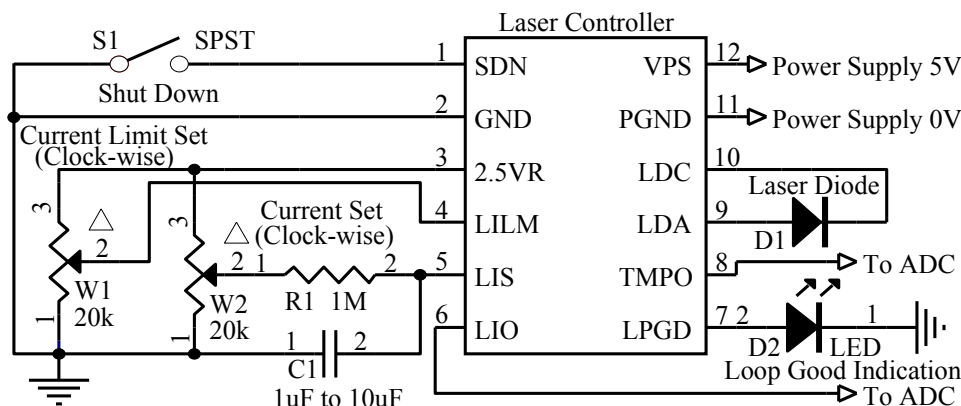 Laser Controller
S1 SPST
Shut Down
1 SDN VPS 12 Power Supply 5V
2 GND PGND 11 Power Supply 0V
Current Limit Set
(Clock-wise)
3 2.5VR LDC 10
Laser Diode
4 LILM LDA 9
D1
3
2
W1
20k
1
3
Current Set
(Clock-wise)
2
W2
20k
1
1 2
R1 1M
5 LIS TMPO 8 To ADC
6 LIO LPGD 7 2 1
D2 LED
Loop Good Indication
1 2
C1
1uF to 10uF
To ADC